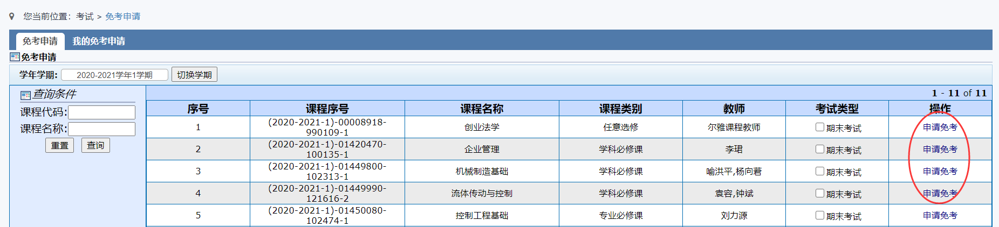 您当前位置：考试 > 免考申请
免考申请 我的免考申请
免考申请
学年学期: 2020-2021学年1学期 切换学期
查询条件
课程代码:
课程名称:
重置 查询
1 - 11 of 11
序号 课程序号 课程名称 课程类别 教师 考试类型 操作
1 (2020-2021-1)-00008918-990109-1 创业法学 任意选修 尔雅课程教师 期末考试 申请免考
2 (2020-2021-1)-01420470-100135-1 企业管理 学科必修课 李珺 期末考试 申请免考
3 (2020-2021-1)-01449800-102313-1 机械制造基础 学科必修课 喻洪平,杨向莙 期末考试 申请免考
4 (2020-2021-1)-01449990-121616-2 流体传动与控制 学科必修课 袁容,钟斌 期末考试 申请免考
5 (2020-2021-1)-01450080-102474-1 控制工程基础 专业必修课 刘力源 期末考试 申请免考